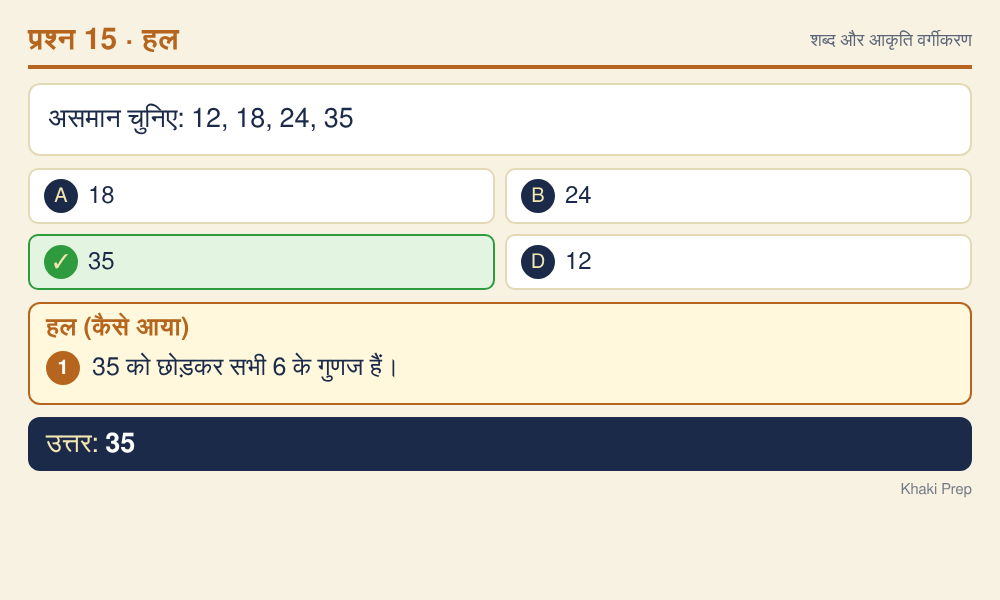 प्रश्न 15 · हल
शब्द और आकृति वर्गीकरण
असमान चुनिए: 12, 18, 24, 35
A 18
B 24
✓ 35
D 12
हल (कैसे आया)
1 35 को छोड़कर सभी 6 के गुणज हैं।
उत्तर: 35
Khaki Prep